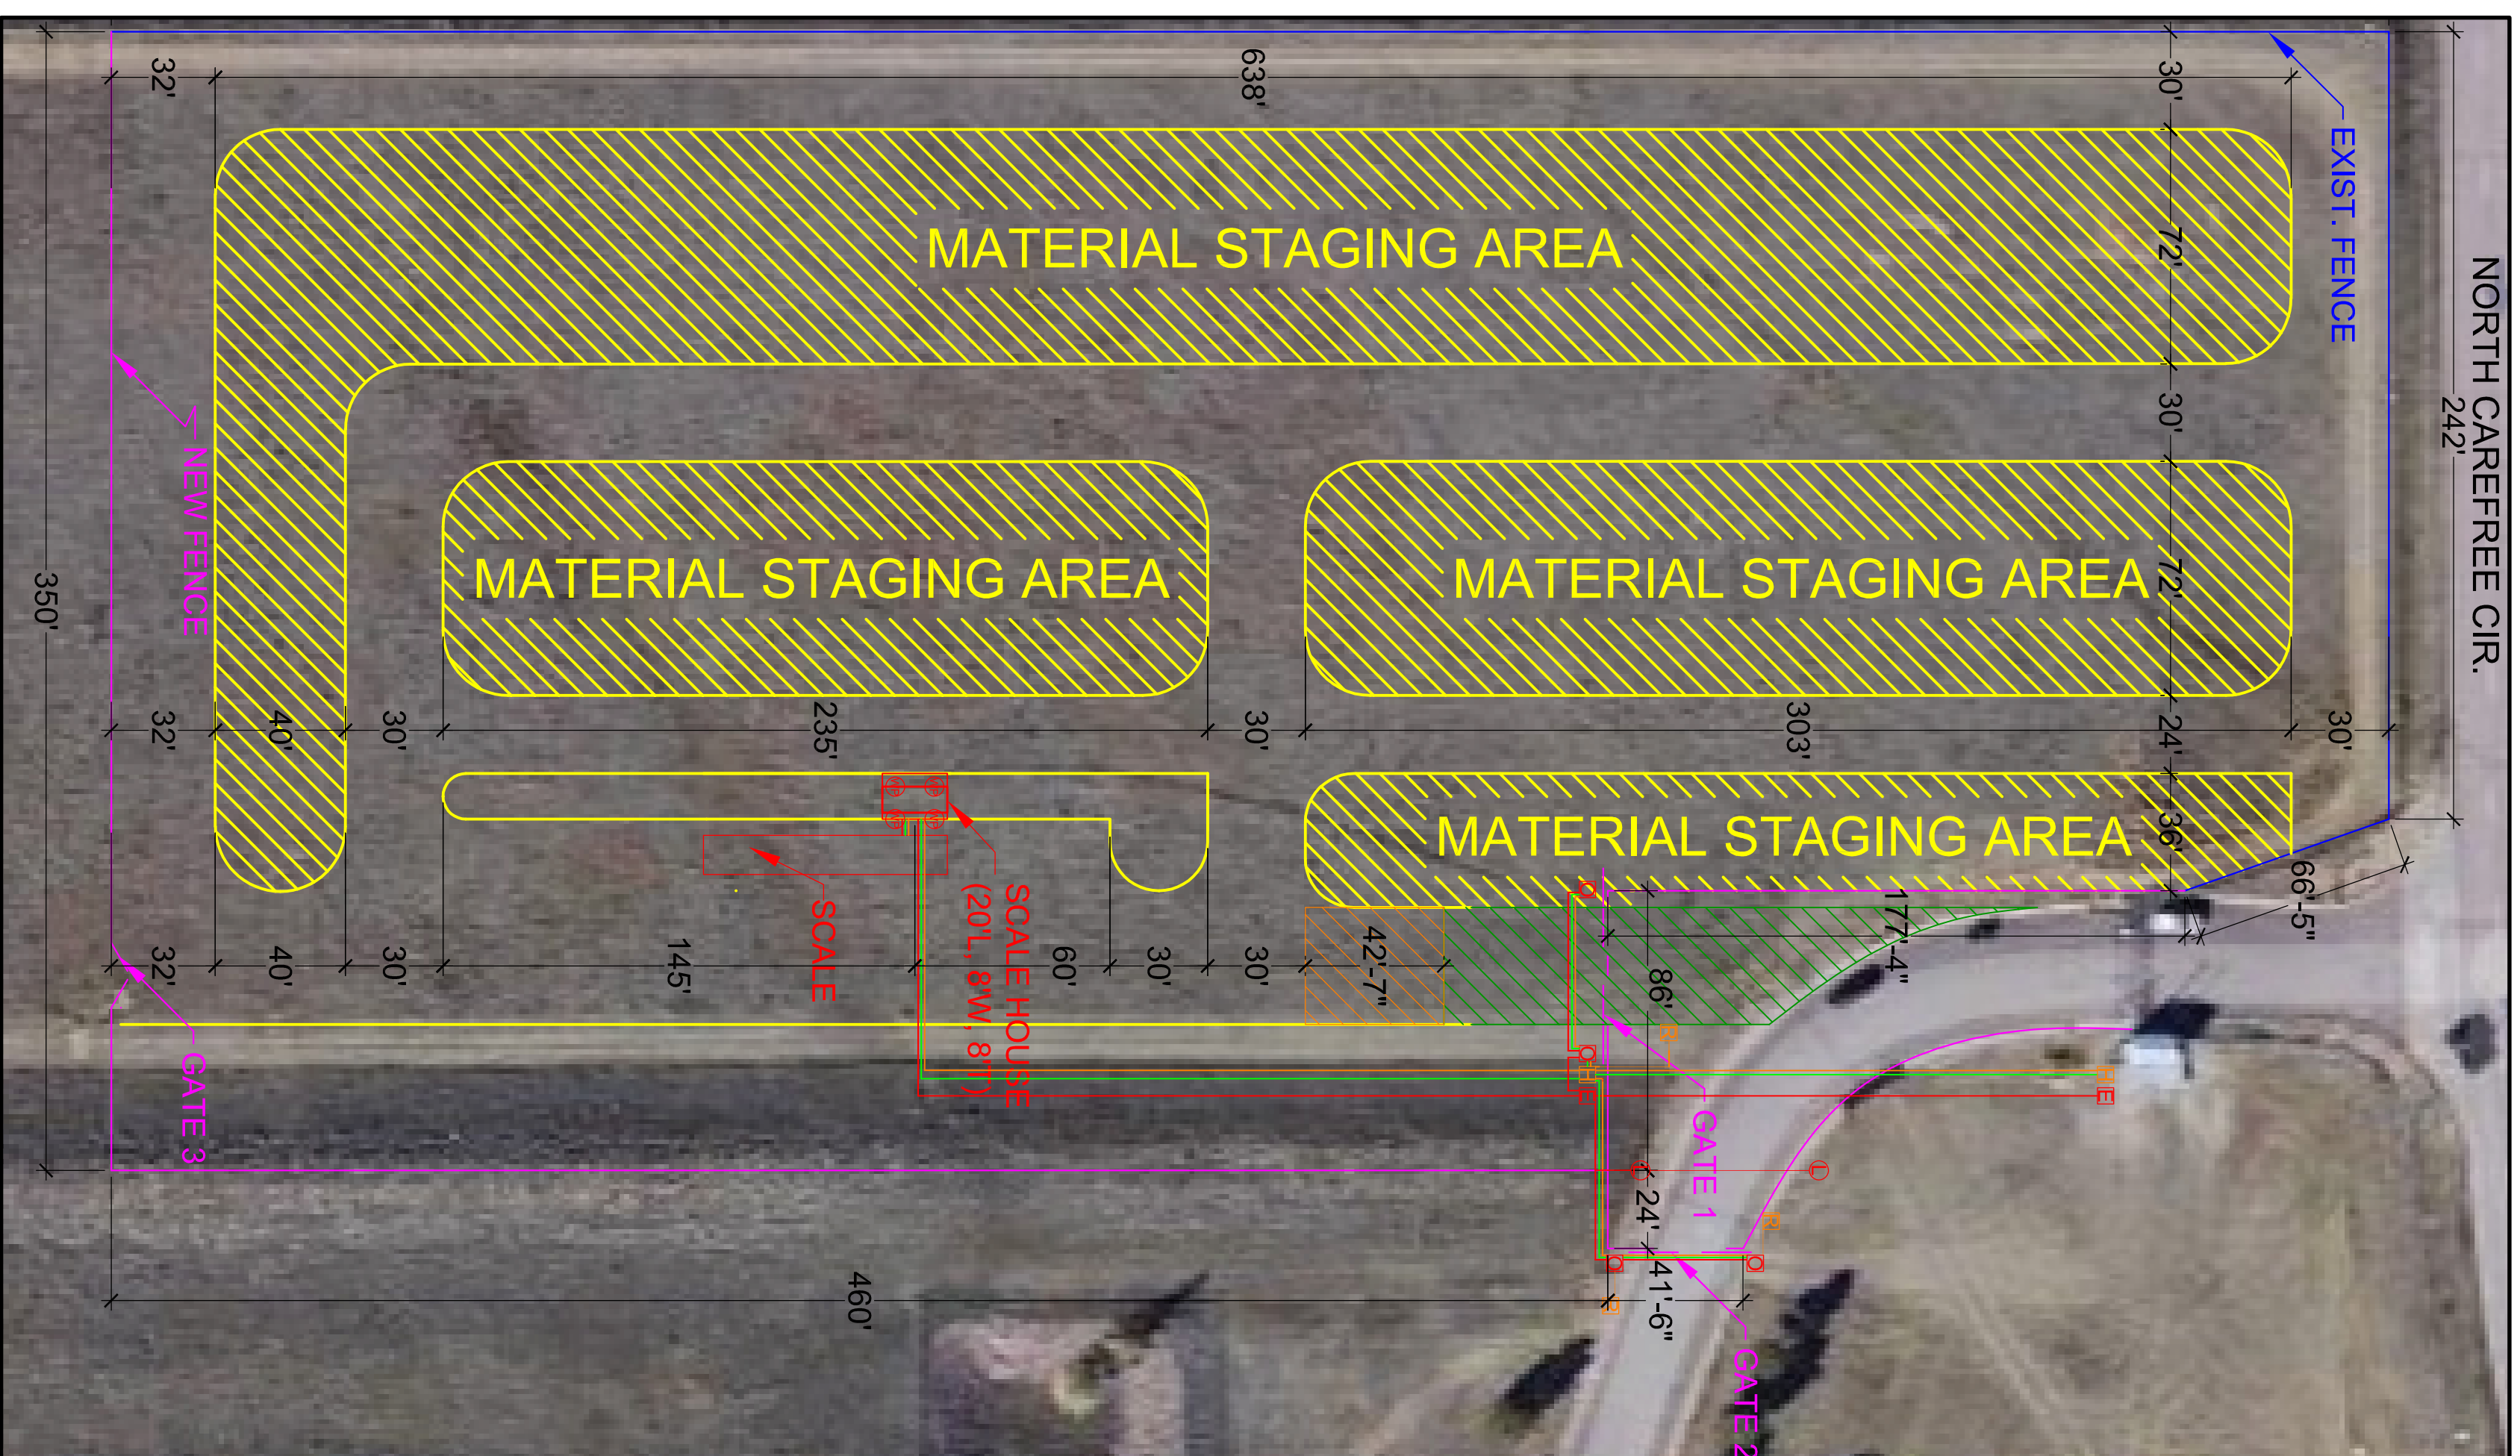 NORTH CAREFREE CIR.
242'
EXIST. FENCE
32'
638'
30'
72'
30'
72'
24'
36'
MATERIAL STAGING AREA
MATERIAL STAGING AREA
MATERIAL STAGING AREA
MATERIAL STAGING AREA
NEW FENCE
350'
32'
40'
30'
235'
30'
303'
30'
66'-5"
177'-4"
SCALE HOUSE
(20'L, 8'W, 8'T)
SCALE
32'
40'
30'
145'
60'
30'
30'
42'-7"
86'
24'
41'-6"
460'
GATE 1
GATE 2
GATE 3
O
O
H
E
B
H
E
L
L
R
O
O
R